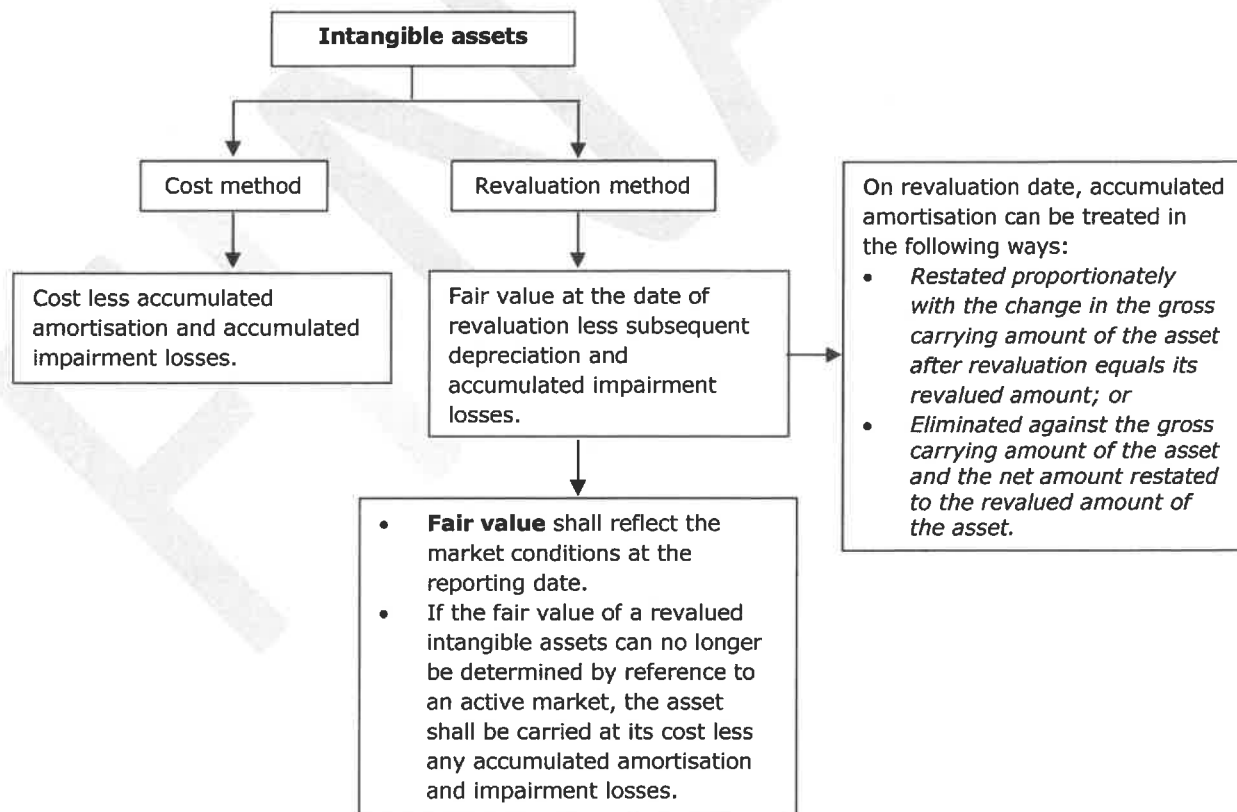 Intangible assets
Cost method
Revaluation method
Cost less accumulated
amortisation and accumulated
impairment losses.
Fair value at the date of
revaluation less subsequent
depreciation and
accumulated impairment
losses.
On revaluation date, accumulated
amortisation can be treated in
the following ways:
• Restated proportionately
with the change in the gross
carrying amount of the asset
after revaluation equals its
revalued amount; or
• Eliminated against the gross
carrying amount of the asset
and the net amount restated
to the revalued amount of
the asset.
• Fair value shall reflect the
market conditions at the
reporting date.
• If the fair value of a revalued
intangible assets can no longer
be determined by reference to
an active market, the asset
shall be carried at its cost less
any accumulated amortisation
and impairment losses.